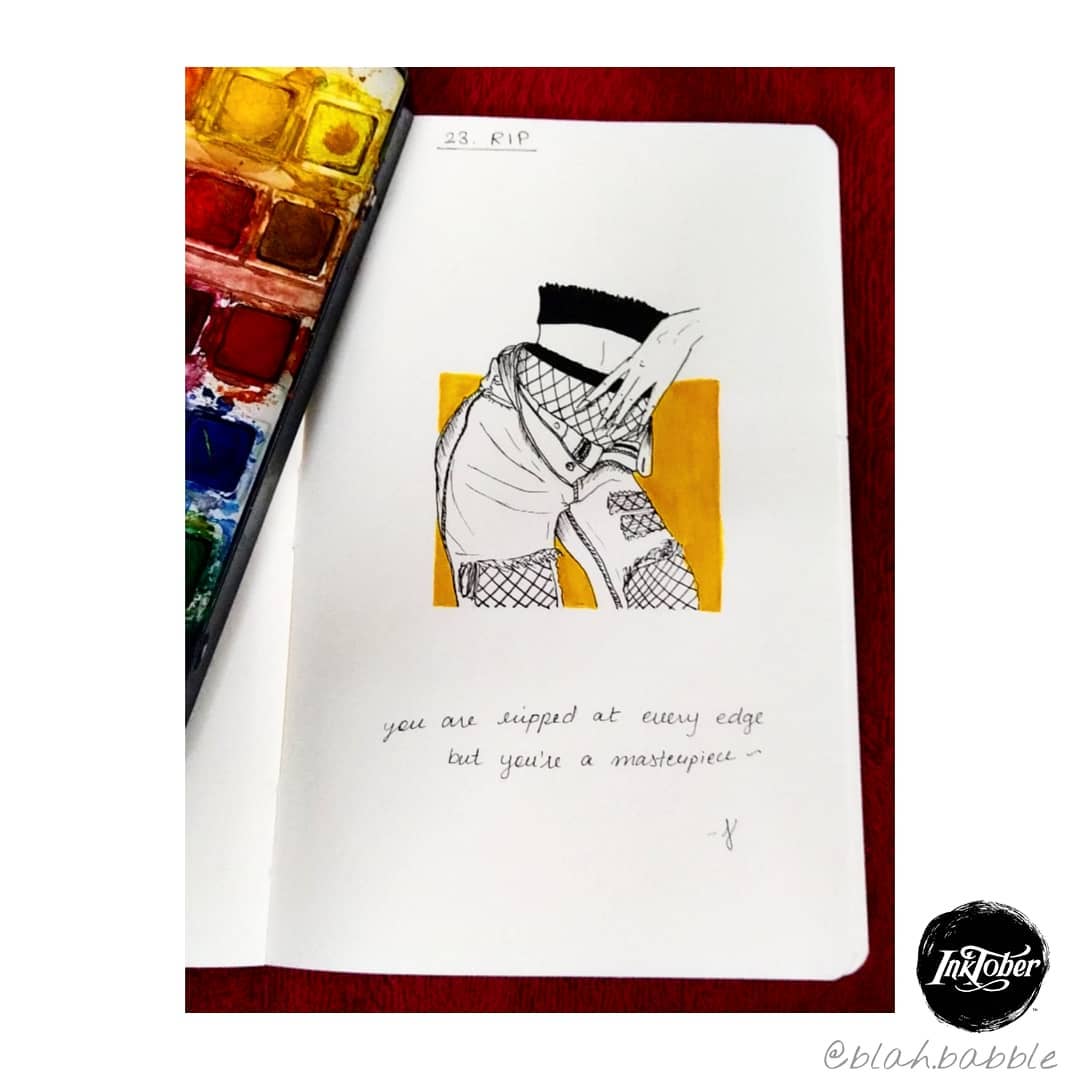 23. RIP
you are ripped at every edge
but you're a masterpiece ~
InkTober
@blah.babble